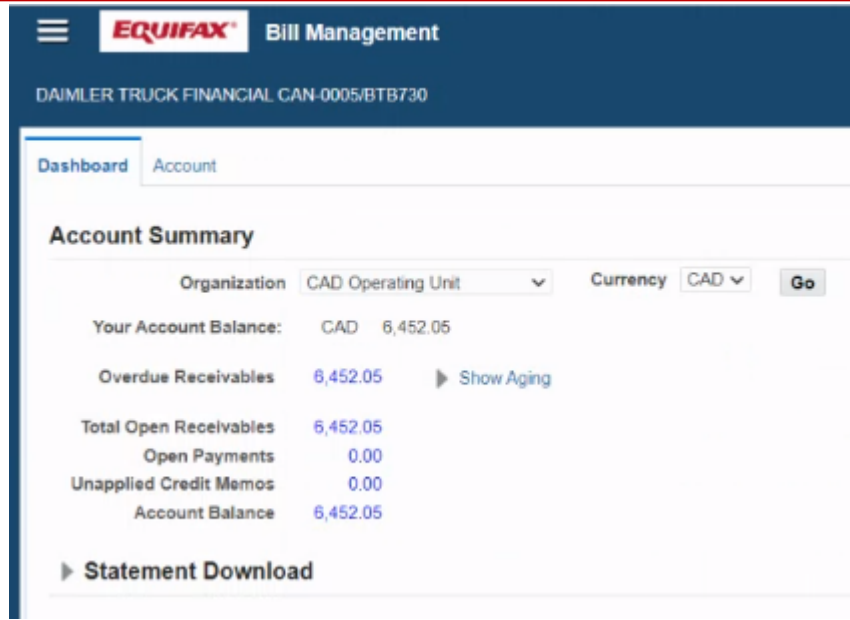 EQUIFAX® Bill Management
DAIMLER TRUCK FINANCIAL CAN-0005/BTB730
Dashboard Account
Account Summary
Organization CAD Operating Unit Currency CAD Go
Your Account Balance: CAD 6,452.05
Overdue Receivables 6,452.05 Show Aging
Total Open Receivables 6,452.05
Open Payments 0.00
Unapplied Credit Memos 0.00
Account Balance 6,452.05
Statement Download